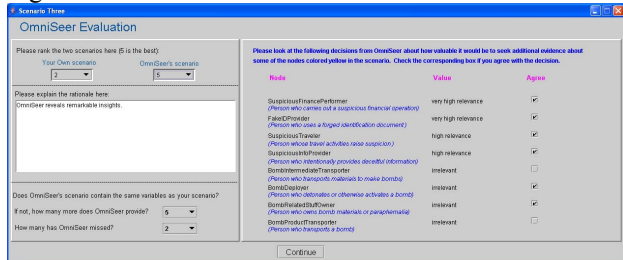 Scenario Three
OmniSeer Evaluation
Please rank the two scenarios here (5 is the best):
Your Own scenario OmniSeer's scenario
2 5
Please explain the rationale here:
OmniSeer reveals remarkable insights.
Does OmniSeer's scenario contain the same variables as your scenario?
If not, how many more does OmniSeer provide? 5
How many has OmniSeer missed? 2
Please look at the following decisions from OmniSeer about how valuable it would be to seek additional evidence about
some of the nodes colored yellow in the scenario. Check the corresponding box if you agree with the decision.
Node Value Agree
SuspiciousFinancePerformer very high relevance
(Person who carries out a suspicious financial operation)
FakeIDProvider very high relevance
(Person who uses a forged identification document )
SuspiciousTraveler high relevance
(Person whose travel activities raise suspicion )
SuspiciousInfoProvider high relevance
(Person who intentionally provides deceitful information)
BombIntermediateTransporter irrelevant
(Person who transports materials to make bombs)
BombDeployer irrelevant
(Person who detonates or otherwise activates a bomb)
BombRelatedStuffOwner irrelevant
(Person who owns bomb materials or paraphernalia)
BombProductTransporter irrelevant
(Person who transports a bomb)
Continue